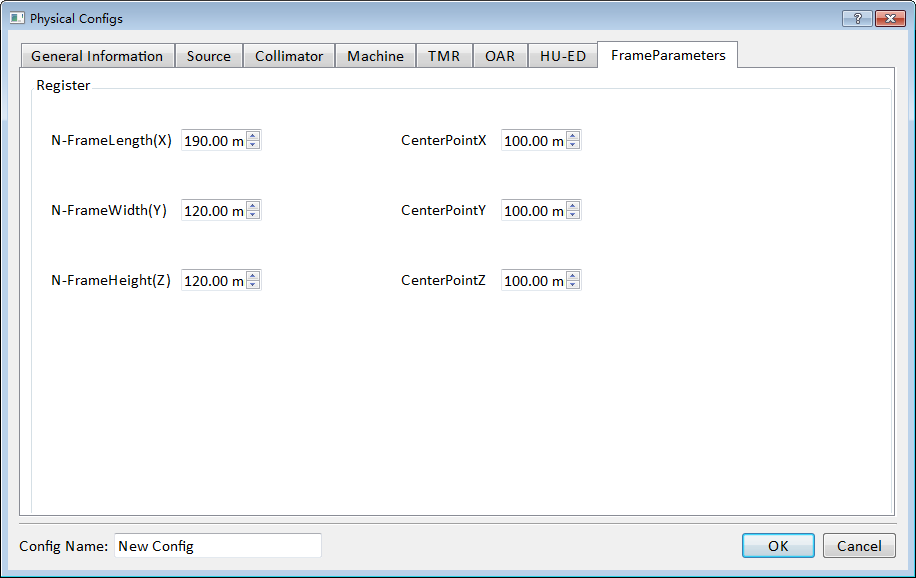 Physical Configs
General Information Source Collimator Machine TMR OAR HU-ED FrameParameters
Register
N-FrameLength(X) 190.00 m CenterPointX 100.00 m
N-FrameWidth(Y) 120.00 m CenterPointY 100.00 m
N-FrameHeight(Z) 120.00 m CenterPointZ 100.00 m
Config Name: New Config OK Cancel